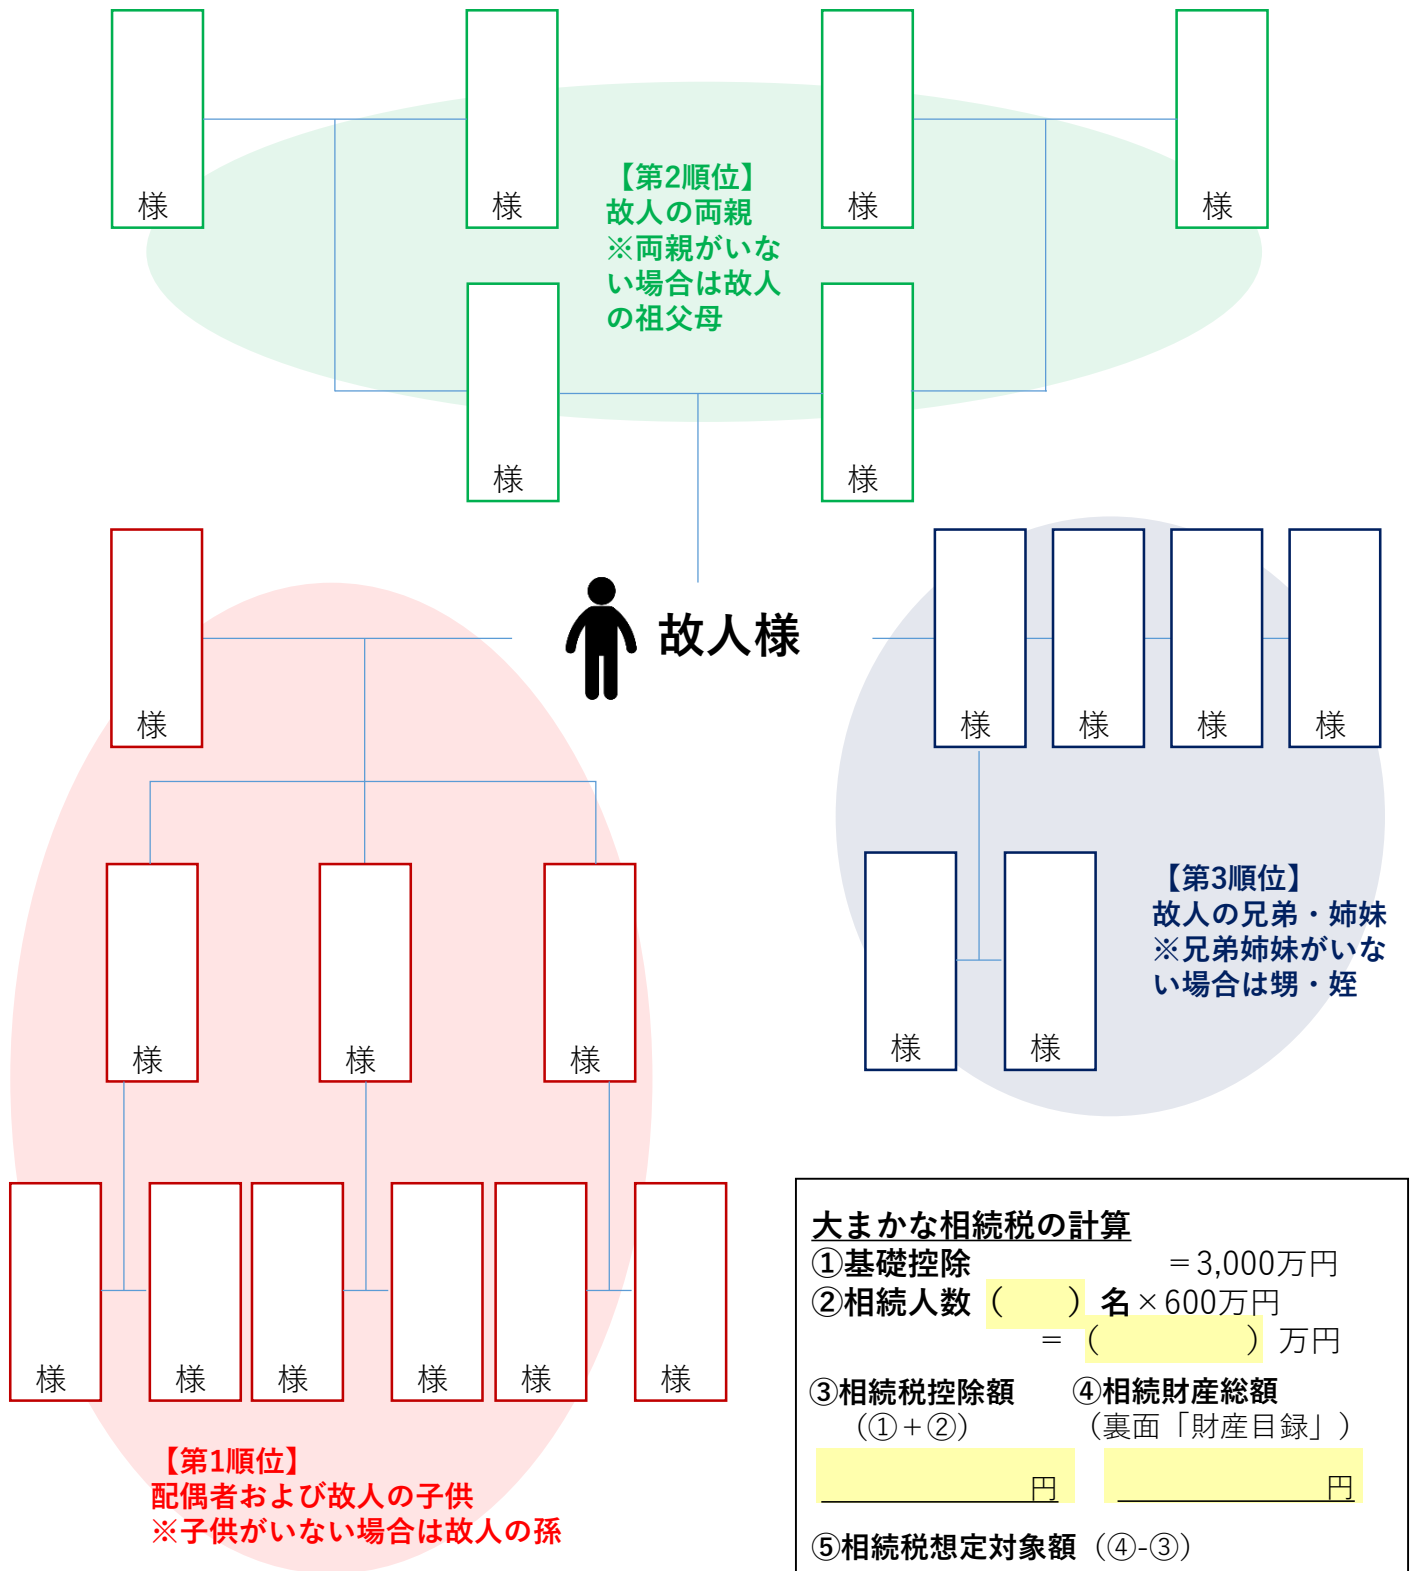 様
様
様
様
【第2順位】
故人の両親
※両親がいな
い場合は故人
の祖父母
様
様
故人様
様
様
様
様
様
様
様
様
様
様
【第3順位】
故人の兄弟・姉妹
※兄弟姉妹がいな
い場合は甥・姪
様
様
様
様
様
様
【第1順位】
配偶者および故人の子供
※子供がいない場合は故人の孫
大まかな相続税の計算
①基礎控除 ＝3,000万円
②相続人数（ ）名×600万円
＝（ ）万円
③相続税控除額 ④相続財産総額
（①＋②） （裏面「財産目録」）
円 円
⑤相続税想定対象額（④-③）